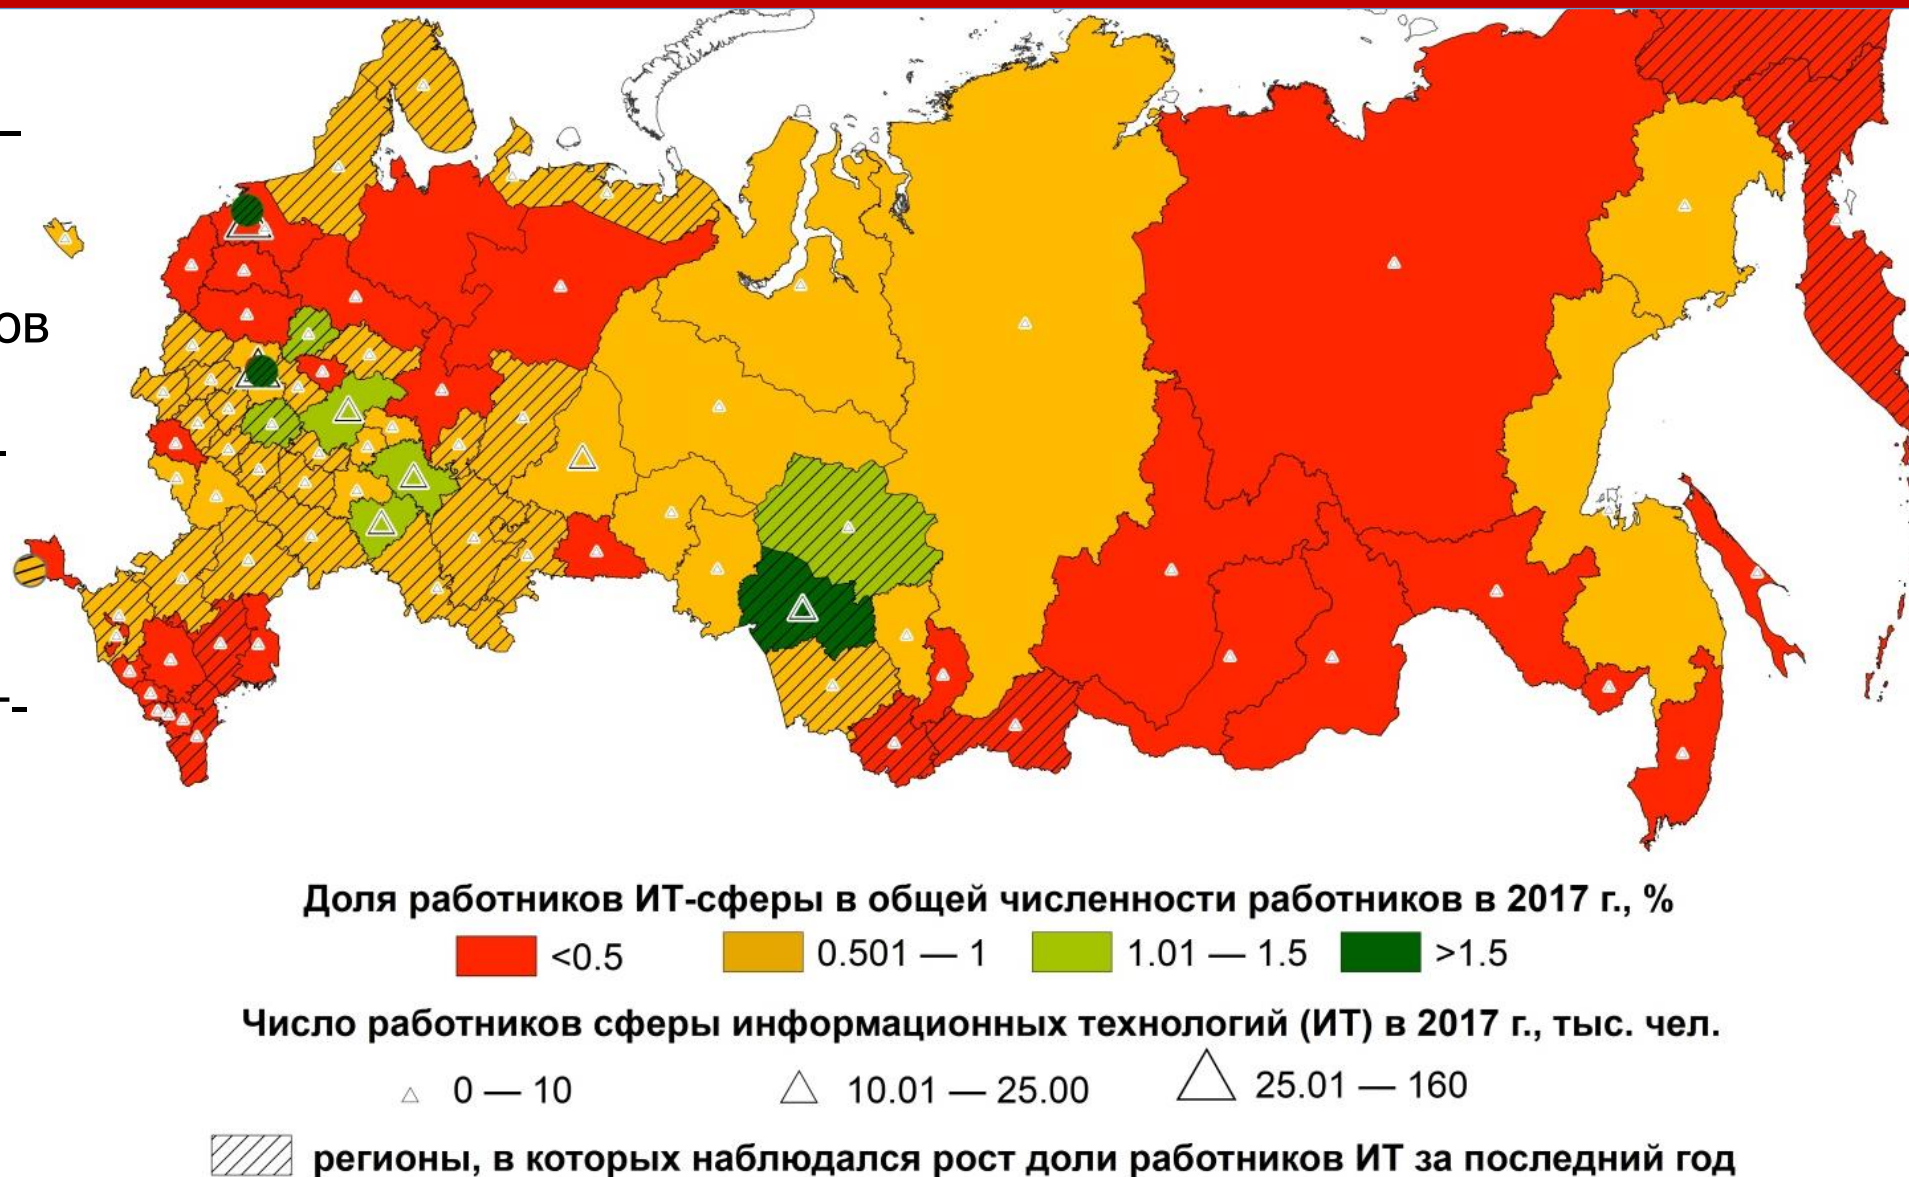 ов
Доля работников ИТ-сферы в общей численности работников в 2017 г., %
<0.5 0.501 — 1 1.01 — 1.5 >1.5
Число работников сферы информационных технологий (ИТ) в 2017 г., тыс. чел.
0 — 10 10.01 — 25.00 25.01 — 160
регионы, в которых наблюдался рост доли работников ИТ за последний год